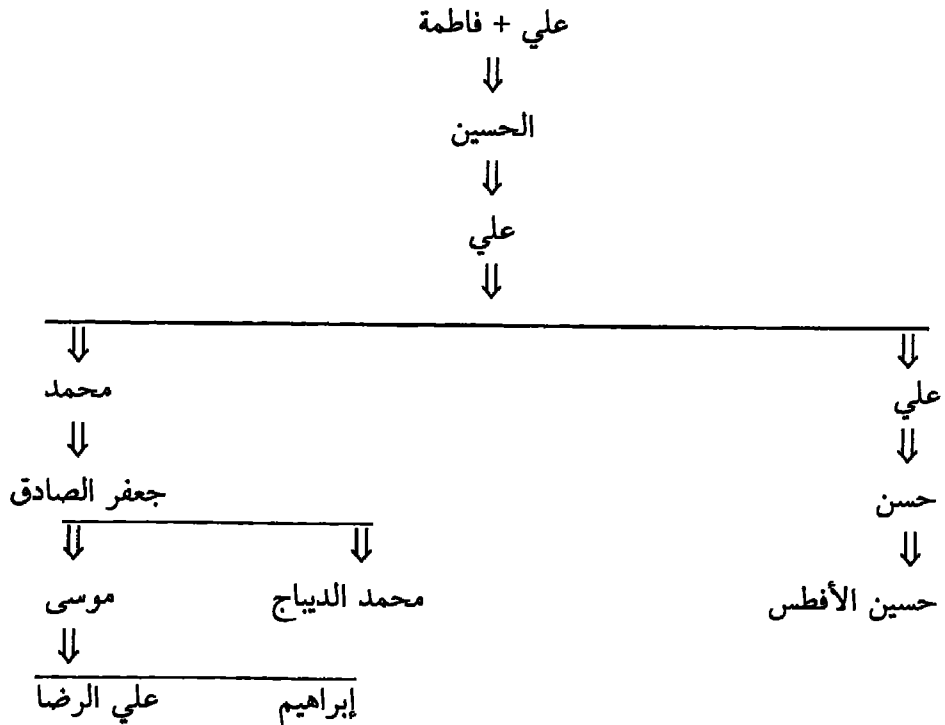 علي + فاطمة
الحسين
علي
علي
محمد
حسن
جعفر الصادق
حسين الأفطس
محمد الديباج
موسى
إبراهيم
علي الرضا